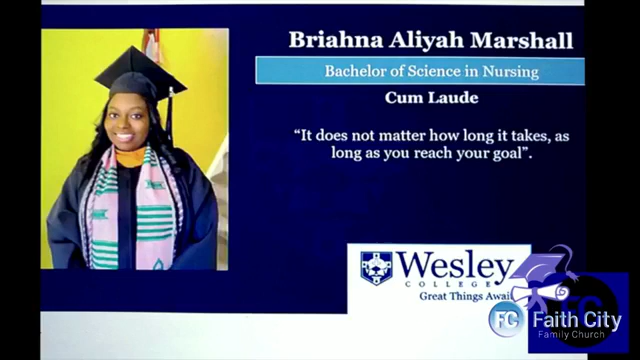 Briahna Aliyah Marshall
Bachelor of Science in Nursing
Cum Laude
“It does not matter how long it takes, as
long as you reach your goal”.
Wesley
COLLEGE
Great Things Await
FC
Faith City
Family Church